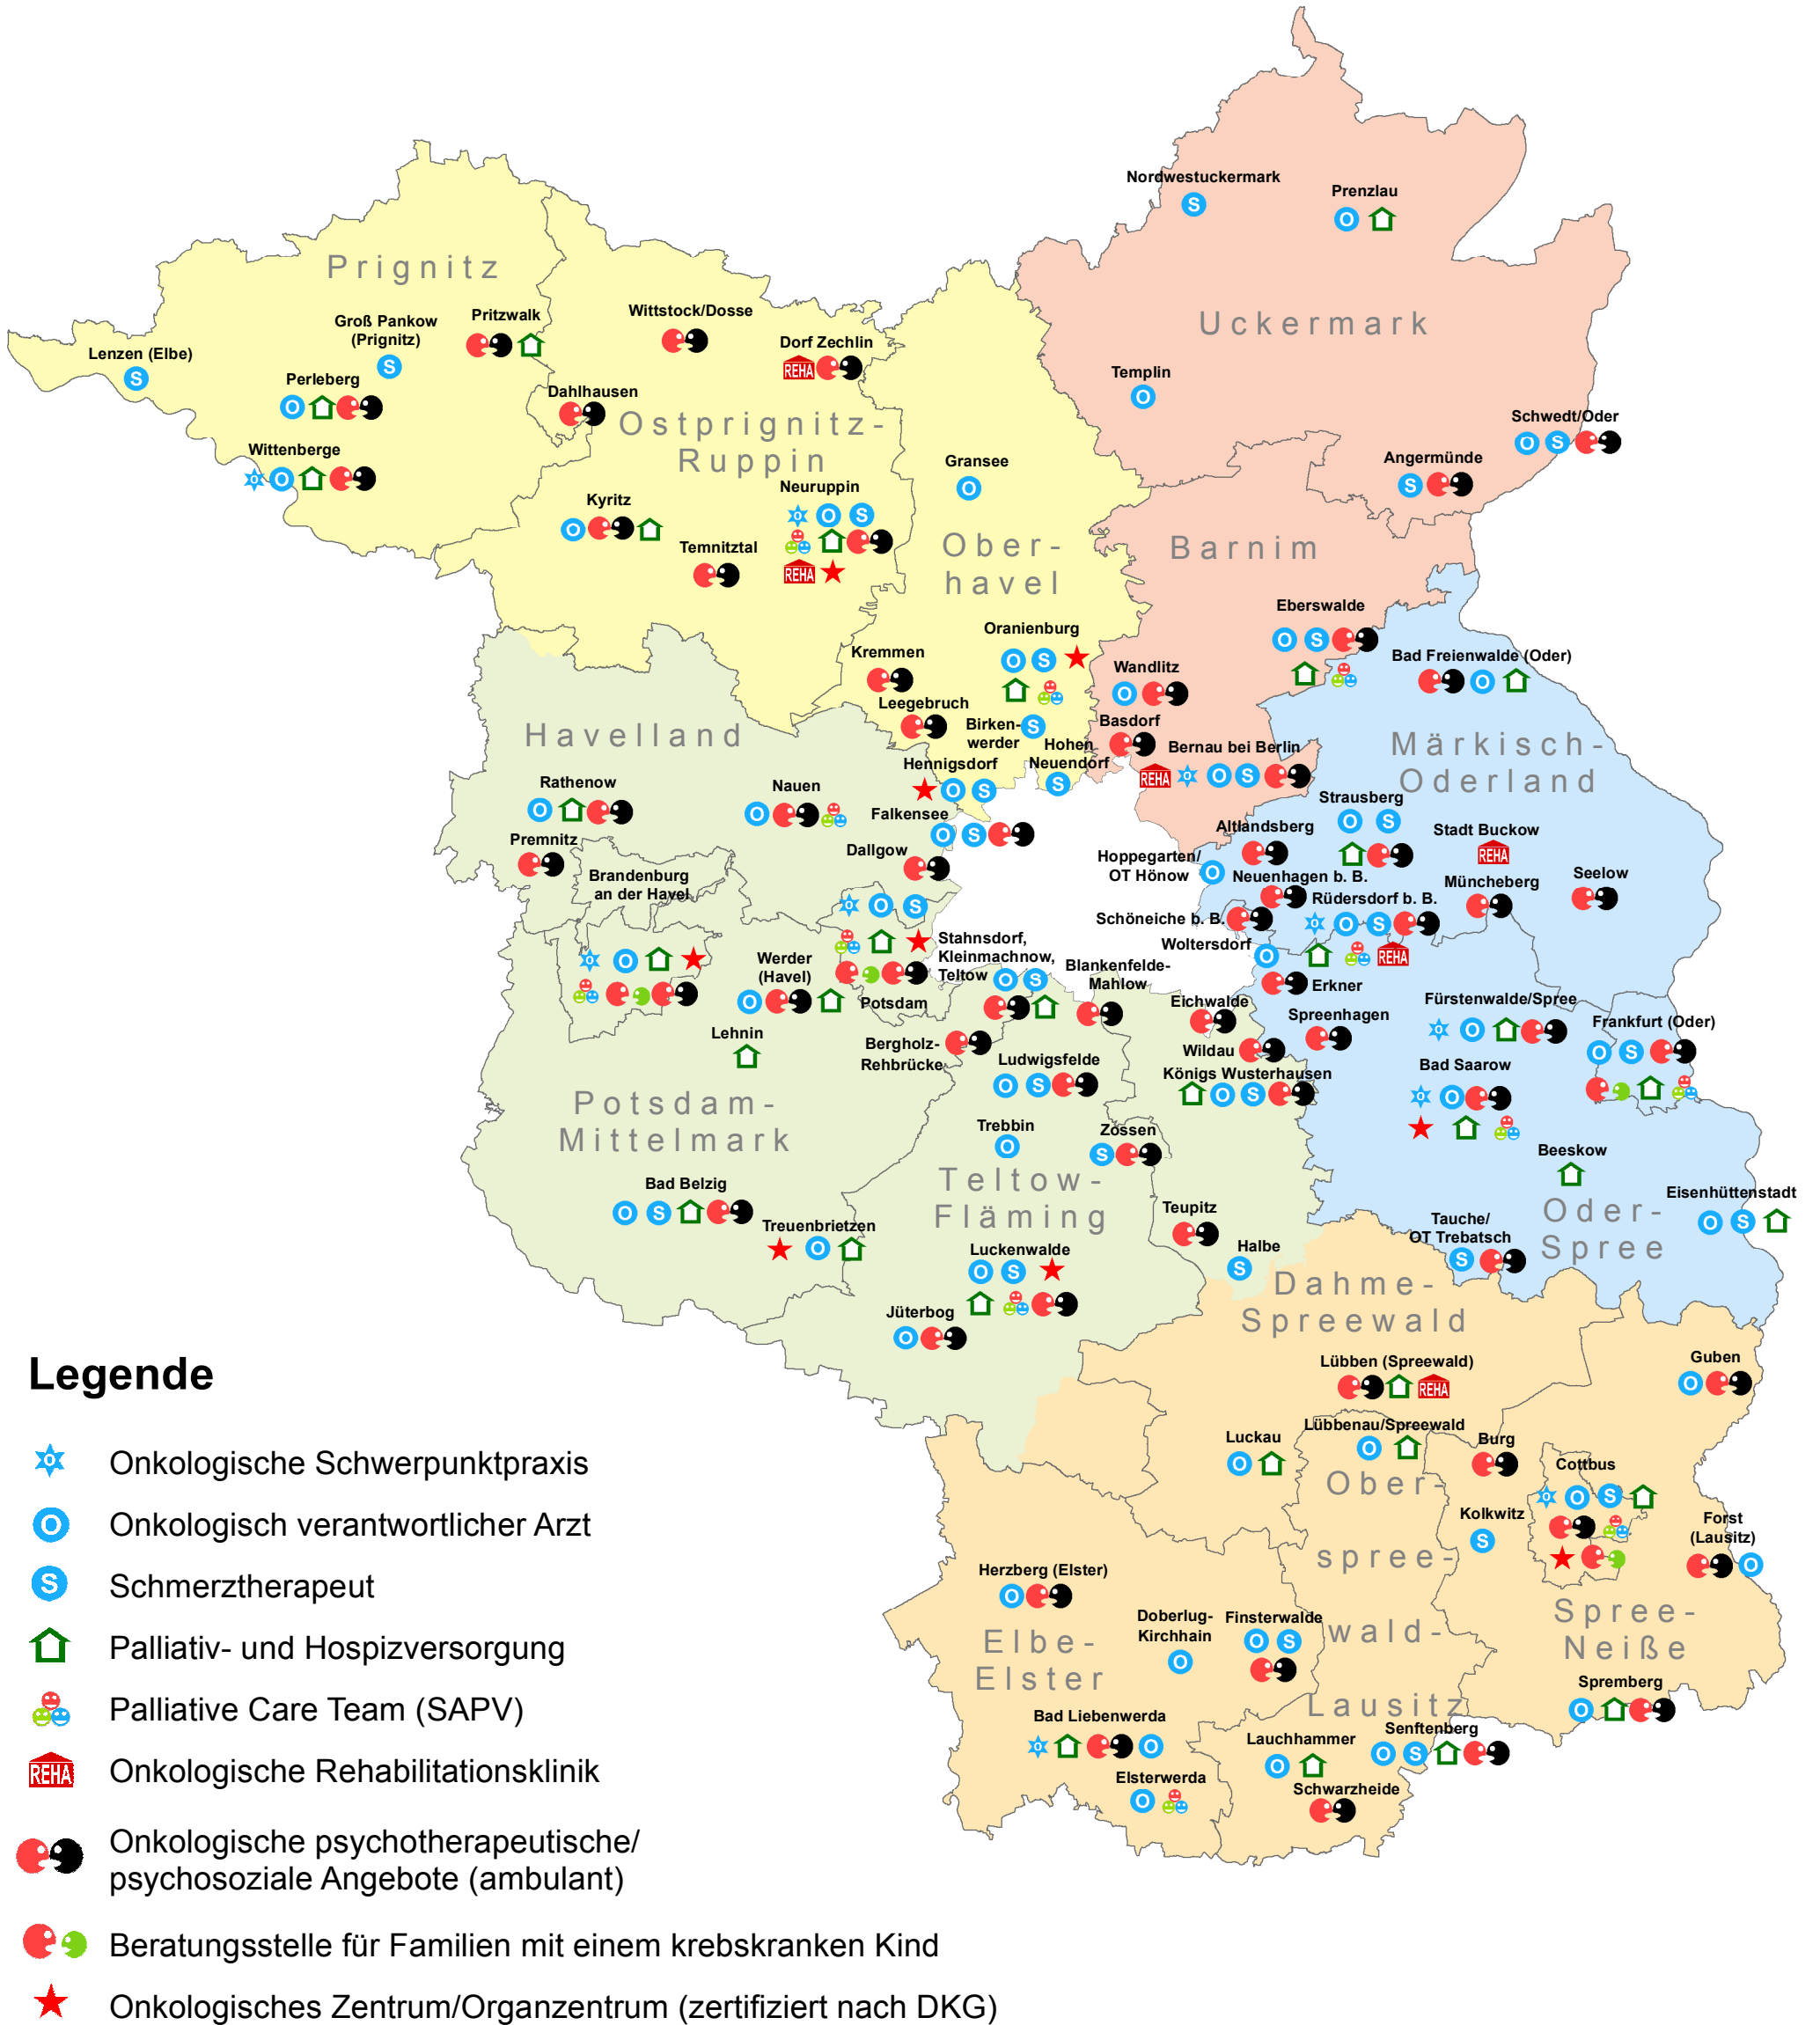 Nordwestuckermark
S
Prenzlau
O
Prignitz
Uckermark
Groß Pankow
(Prignitz)
S
Pritzwalk
Wittstock/Dosse
Dorf Zechlin
REHA
Lenzen (Elbe)
S
Perleberg
O
Dahlhausen
Templin
O
Ostprignitz-
Ruppin
Schwedt/Oder
O S
Wittenberge
O O
Gransee
O
Angermünde
S
Kyritz
O
Neuruppin
O O S
REHA
Temnitztal
Ober-
havel
Barnim
Eberswalde
O S
Oranienburg
O S
Kremmen
Wandlitz
O
Bad Freienwalde (Oder)
O
Leegebruch
Birken-
werder
S
Basdorf
Havelland
Hohen
Neuendorf
S
Bernau bei Berlin
REHA O O S
Märkisch-
Oderland
Hennigsdorf
O S
Rathenow
O
Nauen
O
Falkensee
O S
Strausberg
O S
Premnitz
Dallgow
Altlandsberg
Stadt Buckow
REHA
Hoppegarten/
OT Hönow
O
Brandenburg
an der Havel
O O
Neuenhagen b. B.
Müncheberg
Seelow
Rüdersdorf b. B.
O O S
REHA
Schöneiche b. B.
O O S
Potsdam
Stahnsdorf,
Kleinmachnow,
Teltow
O S
Woltersdorf
O
Werder
(Havel)
O
Blankenfelde-
Mahlow
Erkner
Eichwalde
Fürstenwalde/Spree
O O
Lehnin
Spreenhagen
Frankfurt (Oder)
O S
Bergholz-
Rehbrücke
Wildau
Ludwigsfelde
O S
Königs Wusterhausen
O S
Bad Saarow
O O
Potsdam-
Mittelmark
Trebbin
O
Zossen
S
Beeskow
Bad Belzig
O S
Teltow-
Fläming
Eisenhüttenstadt
O S
Treuenbrietzen
O
Teupitz
Tauche/
OT Trebatsch
S
Oder-
Spree
Luckenwalde
O S
Halbe
S
Jüterbog
O
Dahme-
Spreewald
Lübben (Spreewald)
REHA
Guben
O
Luckau
O
Lübbenau/Spreewald
O
Burg
Cottbus
O O S
Ober-
spree-
wald-
Lausitz
Kolkwitz
S
Forst
(Lausitz)
O
Herzberg (Elster)
O
Doberlug-
Kirchhain
O
Finsterwalde
O S
Elbe-
Elster
Spree-
Neiße
Spremberg
O
Bad Liebenwerda
O O
Lauchhammer
O
Senftenberg
O S
Elsterwerda
O
Schwarzheide
Legende
O Onkologische Schwerpunktpraxis
O Onkologisch verantwortlicher Arzt
S Schmerztherapeut
Palliativ- und Hospizversorgung
Palliative Care Team (SAPV)
REHA Onkologische Rehabilitationsklinik
Onkologische psychotherapeutische/
psychosoziale Angebote (ambulant)
Beratungsstelle für Familien mit einem krebskranken Kind
Onkologisches Zentrum/Organzentrum (zertifiziert nach DKG)